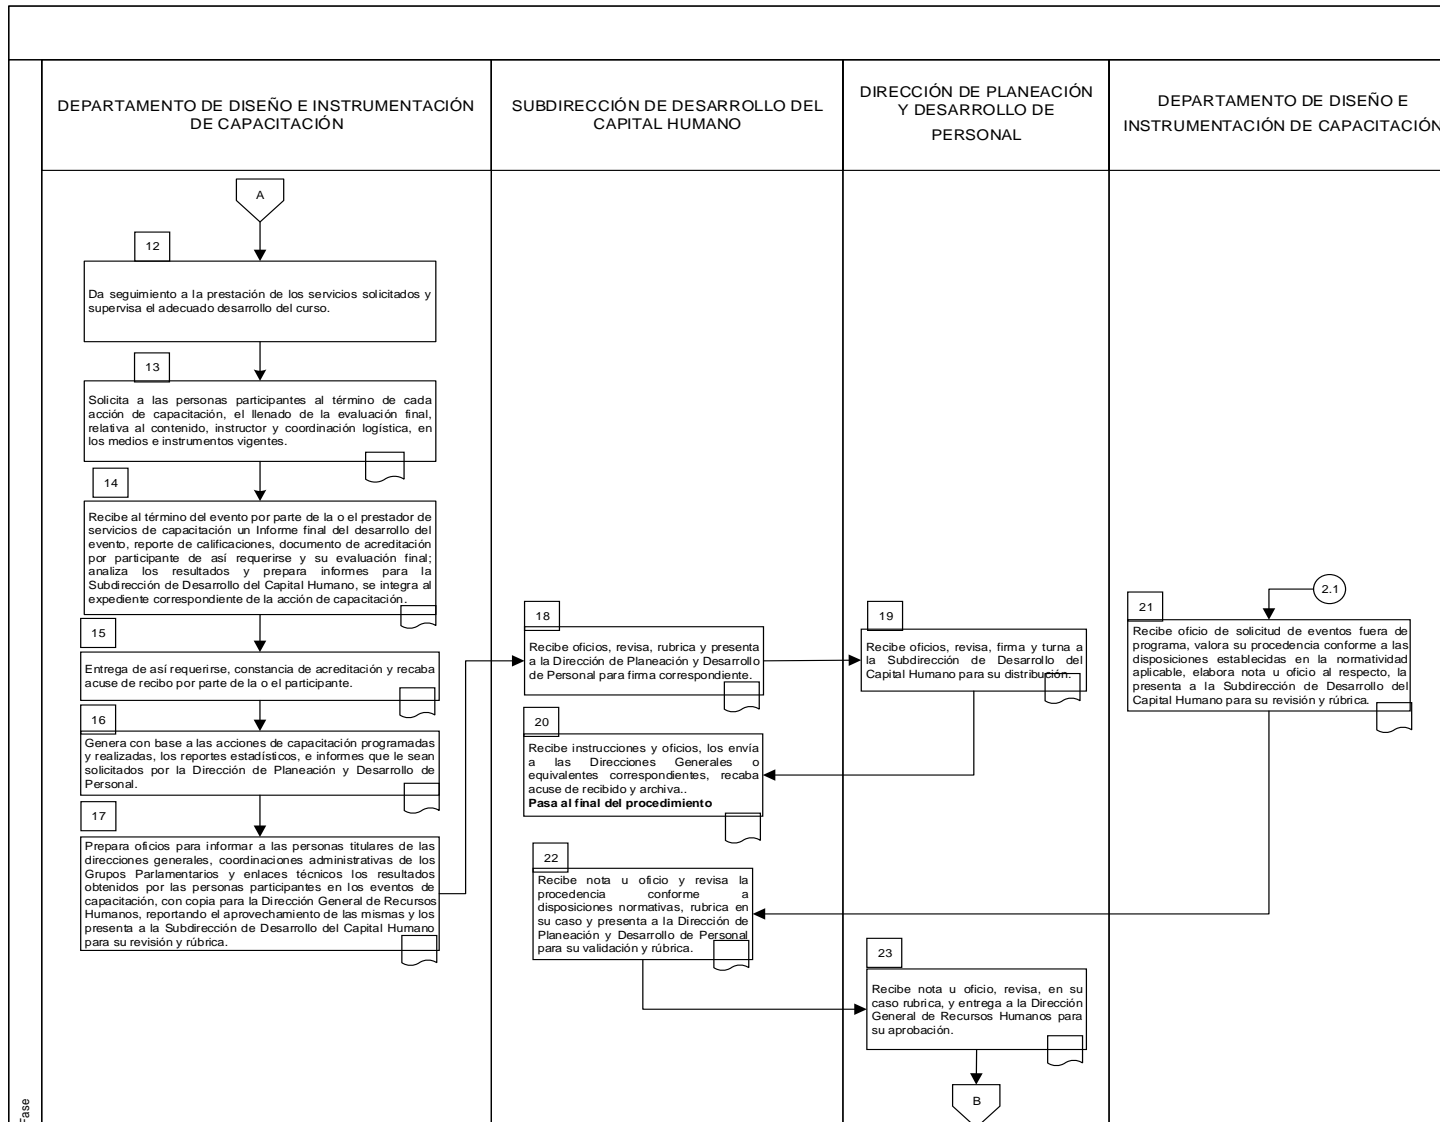 DEPARTAMENTO DE DISEÑO E INSTRUMENTACIÓN
DE CAPACITACIÓN
SUBDIRECCIÓN DE DESARROLLO DEL
CAPITAL HUMANO
DIRECCIÓN DE PLANEACIÓN
Y DESARROLLO DE
PERSONAL
DEPARTAMENTO DE DISEÑO E
INSTRUMENTACIÓN DE CAPACITACIÓN
A
12
Da seguimiento a la prestación de los servicios solicitados y
supervisa el adecuado desarrollo del curso.
13
Solicita a las personas participantes al término de cada
acción de capacitación, el llenado de la evaluación final,
relativa al contenido, instructor y coordinación logística, en
los medios e instrumentos vigentes.
14
Recibe al término del evento por parte de la o el prestador de
servicios de capacitación un Informe final del desarrollo del
evento, reporte de calificaciones, documento de acreditación
por participante de así requerirse y su evaluación final;
analiza los resultados y prepara informes para la
Subdirección de Desarrollo del Capital Humano, se integra al
expediente correspondiente de la acción de capacitación.
15
Entrega de así requerirse, constancia de acreditación y recaba
acuse de recibo por parte de la o el participante.
16
Genera con base a las acciones de capacitación programadas
y realizadas, los reportes estadísticos, e informes que le sean
solicitados por la Dirección de Planeación y Desarrollo de
Personal.
17
Prepara oficios para informar a las personas titulares de las
direcciones generales, coordinaciones administrativas de los
Grupos Parlamentarios y enlaces técnicos los resultados
obtenidos por las personas participantes en los eventos de
capacitación, con copia para la Dirección General de Recursos
Humanos, reportando el aprovechamiento de las mismas y los
presenta a la Subdirección de Desarrollo del Capital Humano
para su revisión y rúbrica.
18
Recibe oficios, revisa, rubrica y presenta
a la Dirección de Planeación y Desarrollo
de Personal para firma correspondiente.
19
Recibe oficios, revisa, firma y turna a
la Subdirección de Desarrollo del
Capital Humano para su distribución.
20
Recibe instrucciones y oficios, los envía
a las Direcciones Generales o
equivalentes correspondientes, recaba
acuse de recibido y archiva..
Pasa al final del procedimiento
2.1
21
Recibe oficio de solicitud de eventos fuera de
programa, valora su procedencia conforme a las
disposiciones establecidas en la normatividad
aplicable, elabora nota u oficio al respecto, la
presenta a la Subdirección de Desarrollo del
Capital Humano para su revisión y rúbrica.
22
Recibe nota u oficio y revisa la
procedencia conforme a
disposiciones normativas, rubrica en
su caso y presenta a la Dirección de
Planeación y Desarrollo de Personal
para su validación y rúbrica.
23
Recibe nota u oficio, revisa, en su
caso rubrica, y entrega a la Dirección
General de Recursos Humanos para
su aprobación.
B
Fase